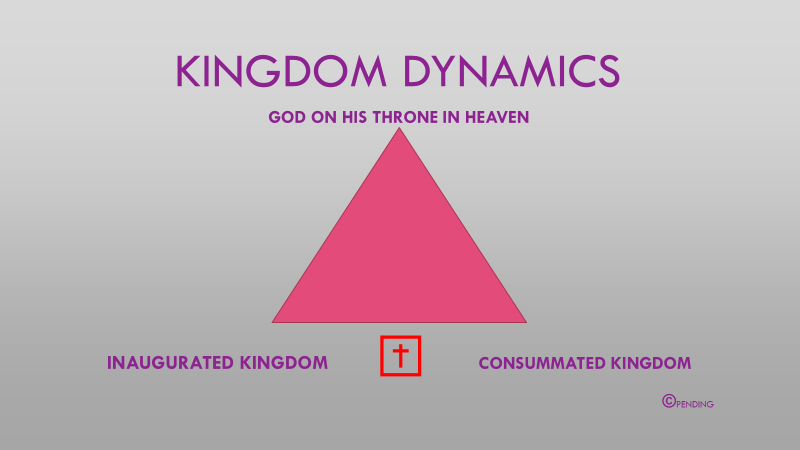 KINGDOM DYNAMICS
GOD ON HIS THRONE IN HEAVEN
INAUGURATED KINGDOM
CONSUMMATED KINGDOM
©PENDING